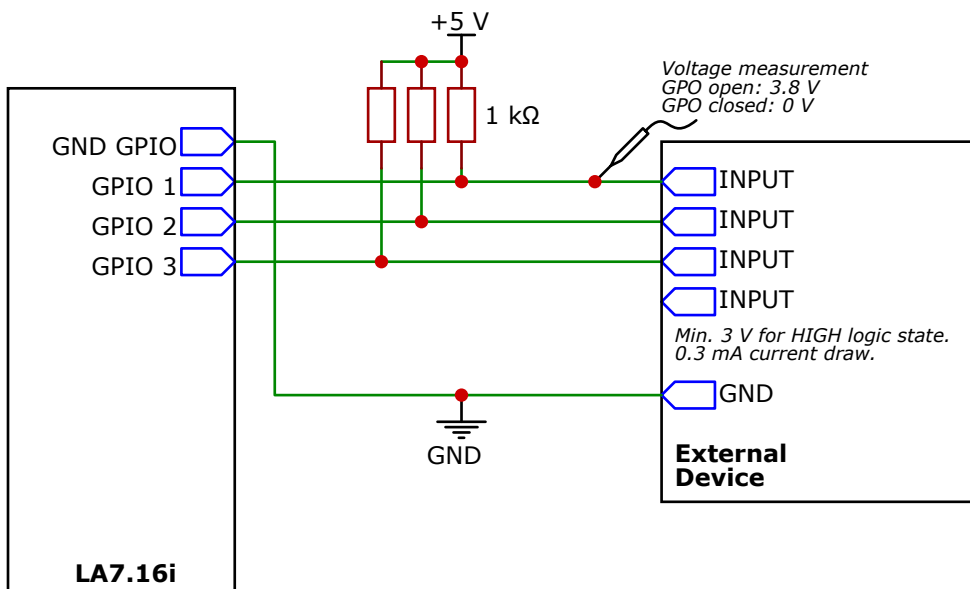 +5 V
Voltage measurement
GPO open: 3.8 V
GPO closed: 0 V
1 kΩ
GND GPIO
GPIO 1
GPIO 2
GPIO 3
INPUT
INPUT
INPUT
INPUT
Min. 3 V for HIGH logic state.
0.3 mA current draw.
GND
GND
External
Device
LA7.16i